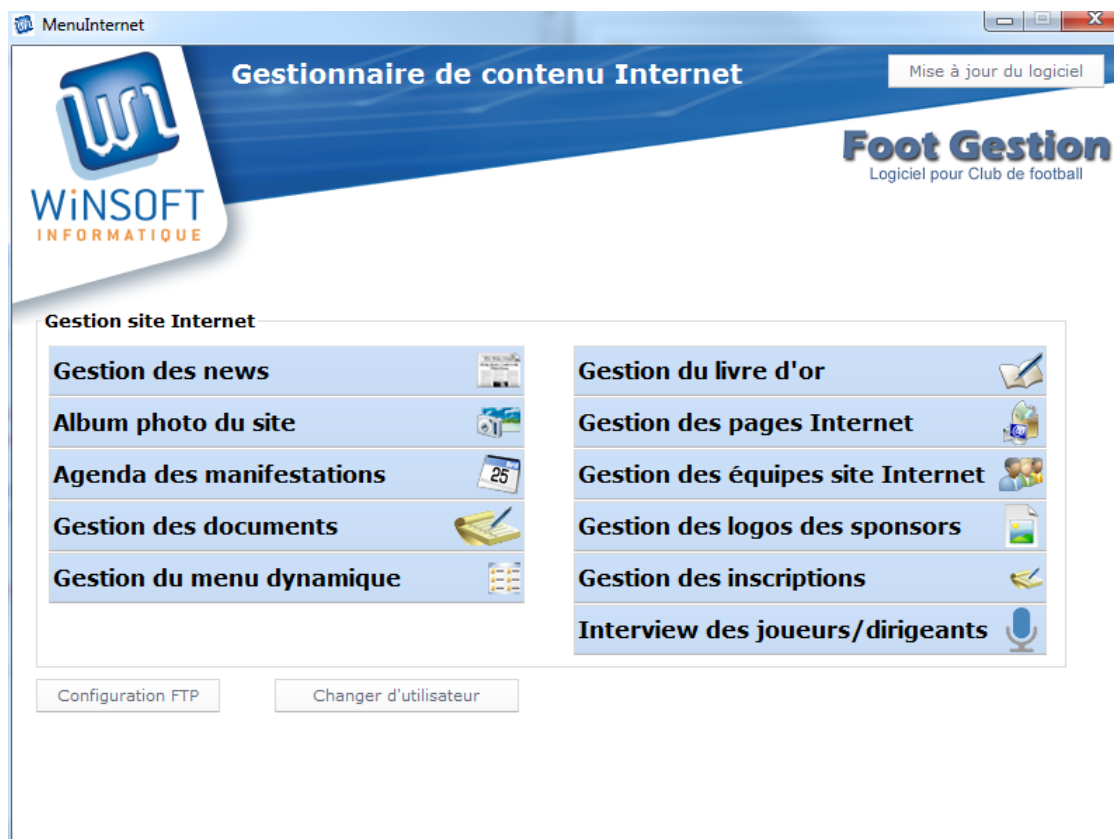 MenuInternet
Gestionnaire de contenu Internet
Mise à jour du logiciel
Foot Gestion
Logiciel pour Club de football
WiNSOFT
INFORMATIQUE
Gestion site Internet
Gestion des news
Album photo du site
Agenda des manifestations
25
Gestion des documents
Gestion du menu dynamique
Gestion du livre d'or
Gestion des pages Internet
Gestion des équipes site Internet
Gestion des logos des sponsors
Gestion des inscriptions
Interview des joueurs/dirigeants
Configuration FTP
Changer d'utilisateur